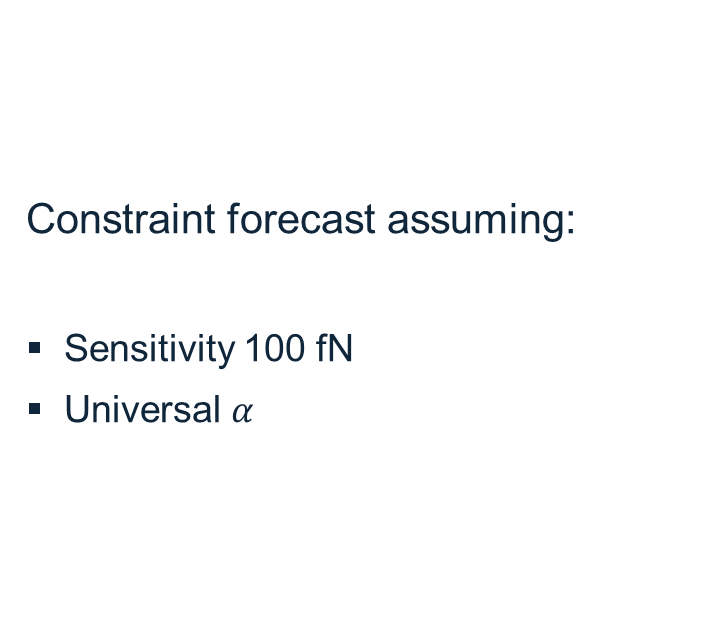 Constraint forecast assuming:
▪ Sensitivity 100 fN
▪ Universal 𝛼